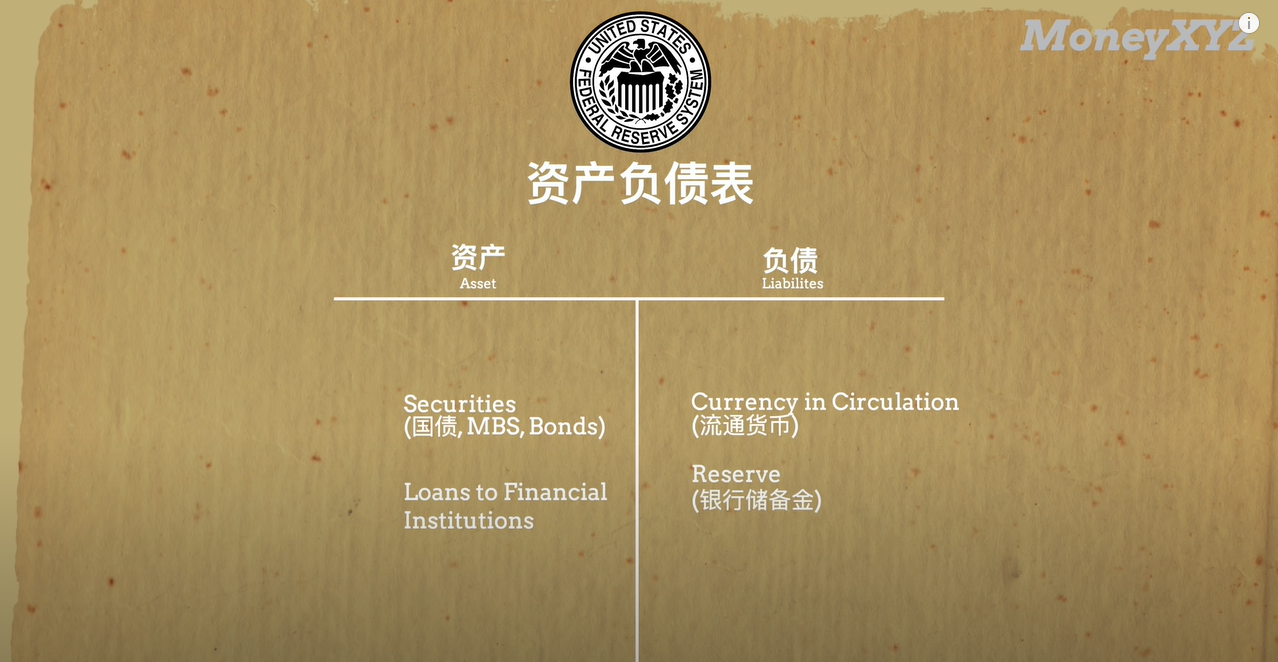 MoneyXYZ
UNITED STATES
FEDERAL RESERVE SYSTEM
资产负债表
资产
Asset
负债
Liabilites
Securities
(国债, MBS, Bonds)
Loans to Financial
Institutions
Currency in Circulation
(流通货币)
Reserve
(银行储备金)